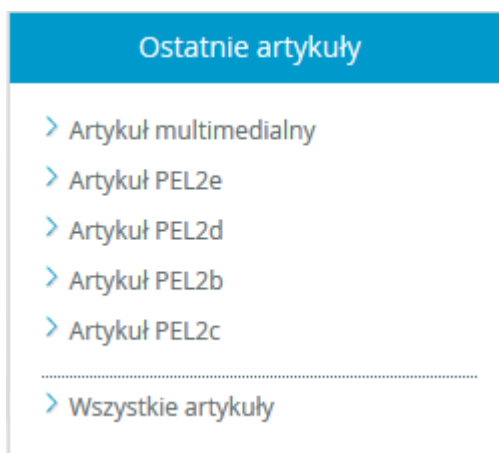 Ostatnie artykuły
Artykuł multimedialny
Artykuł PEL2e
Artykuł PEL2d
Artykuł PEL2b
Artykuł PEL2c
Wszystkie artykuły